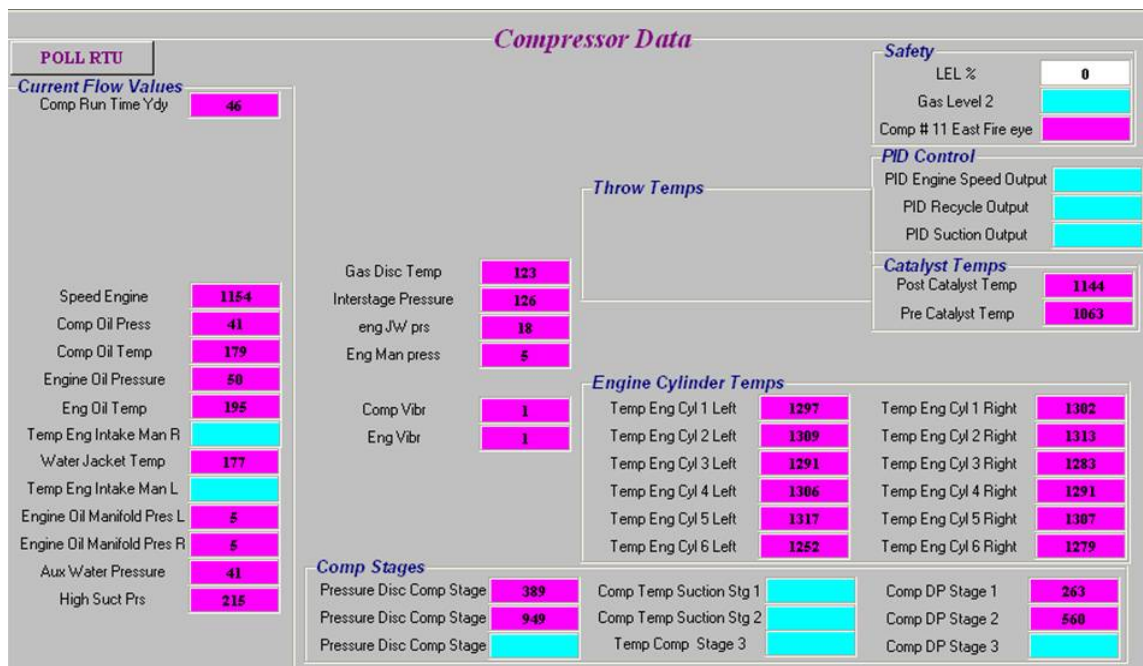 Compressor Data
POLL RTU
Current Flow Values
Comp Run Time Ydy 46
Speed Engine 1154
Comp Oil Press 41
Comp Oil Temp 179
Engine Oil Pressure 50
Eng Oil Temp 195
Temp Eng Intake Man R
Water Jacket Temp 177
Temp Eng Intake Man L
Engine Oil Manifold Pres L 5
Engine Oil Manifold Pres R 5
Aux Water Pressure 41
High Suct Prs 215
Gas Disc Temp 123
Interstage Pressure 126
eng JW prs 18
Eng Man press 5
Comp Vibr 1
Eng Vibr 1
Throw Temps
Safety
LEL % 0
Gas Level 2
Comp # 11 East Fire eye
PID Control
PID Engine Speed Output
PID Recycle Output
PID Suction Output
Catalyst Temps
Post Catalyst Temp 1144
Pre Catalyst Temp 1063
Engine Cylinder Temps
Temp Eng Cyl 1 Left 1297 Temp Eng Cyl 1 Right 1302
Temp Eng Cyl 2 Left 1309 Temp Eng Cyl 2 Right 1313
Temp Eng Cyl 3 Left 1291 Temp Eng Cyl 3 Right 1283
Temp Eng Cyl 4 Left 1306 Temp Eng Cyl 4 Right 1291
Temp Eng Cyl 5 Left 1317 Temp Eng Cyl 5 Right 1307
Temp Eng Cyl 6 Left 1252 Temp Eng Cyl 6 Right 1279
Comp Stages
Pressure Disc Comp Stage 389 Comp Temp Suction Stg 1 Comp DP Stage 1 263
Pressure Disc Comp Stage 949 Comp Temp Suction Stg 2 Comp DP Stage 2 560
Pressure Disc Comp Stage Temp Comp Stage 3 Comp DP Stage 3